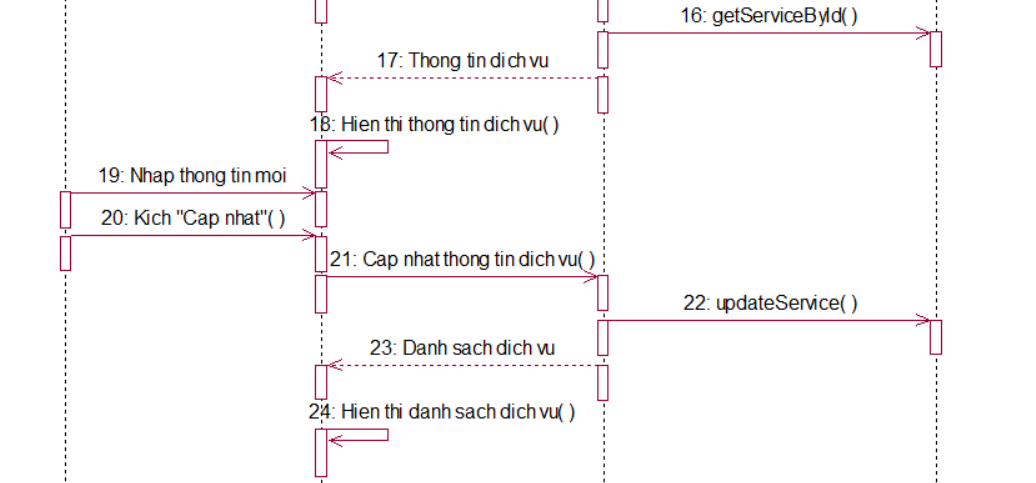 16: getServiceById( )
17: Thong tin dich vu
18: Hien thi thong tin dich vu( )
19: Nhap thong tin moi
20: Kich "Cap nhat"( )
21: Cap nhat thong tin dich vu( )
22: updateService( )
23: Danh sach dich vu
24: Hien thi danh sach dich vu( )